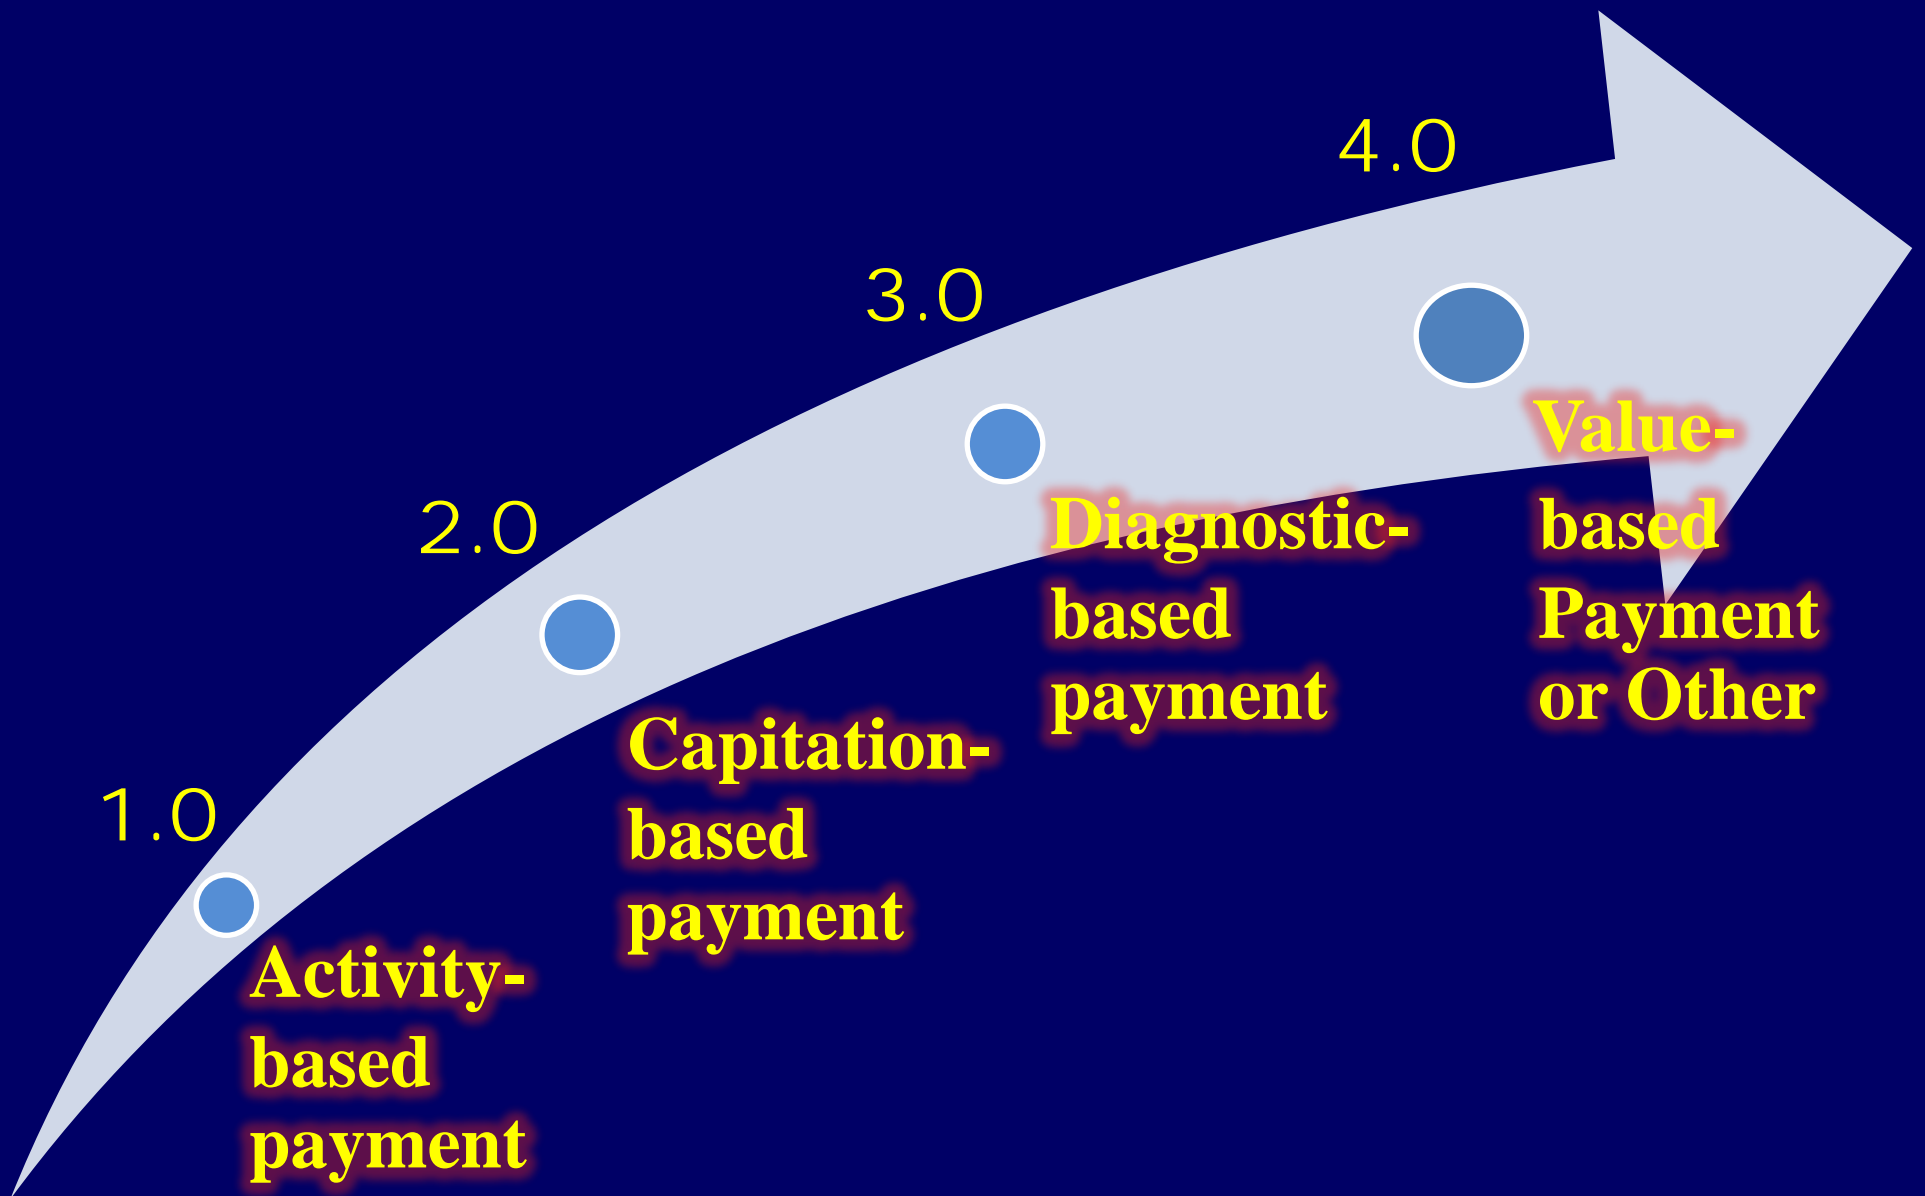 1.0
Activity-
based
payment
2.0
Capitation-
based
payment
3.0
Diagnostic-
based
payment
4.0
Value-
based
Payment
or Other